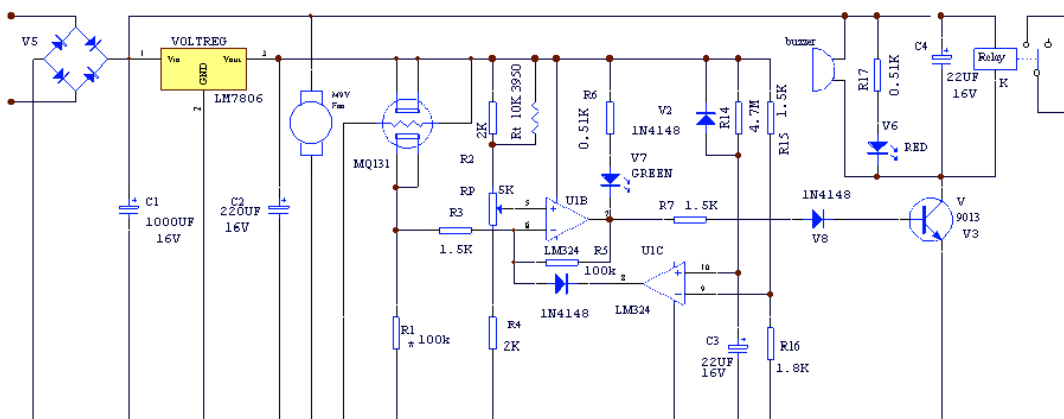 V5
VOLTREG
1
Vin
Vout
3
GND
LM7806
2
C1
1000UF
16V
C2
220UF
16V
MQ131
2K
Rt 10K 3950
R2
RP
5K
R3
1.5K
R1
* 100k
R4
2K
R6
0.51K
V7
GREEN
5
U1B
6
7
LM324
R5
100k
1N4148
V2
1N4148
R14
4.7M
1.5K
R15
R7 1.5K
U1C
8
10
9
LM324
C3
22UF
16V
R16
1.8K
1N4148
V8
buzzer
R17
0.51K
V6
RED
C4
22UF
16V
Relay
K
V
9013
V3